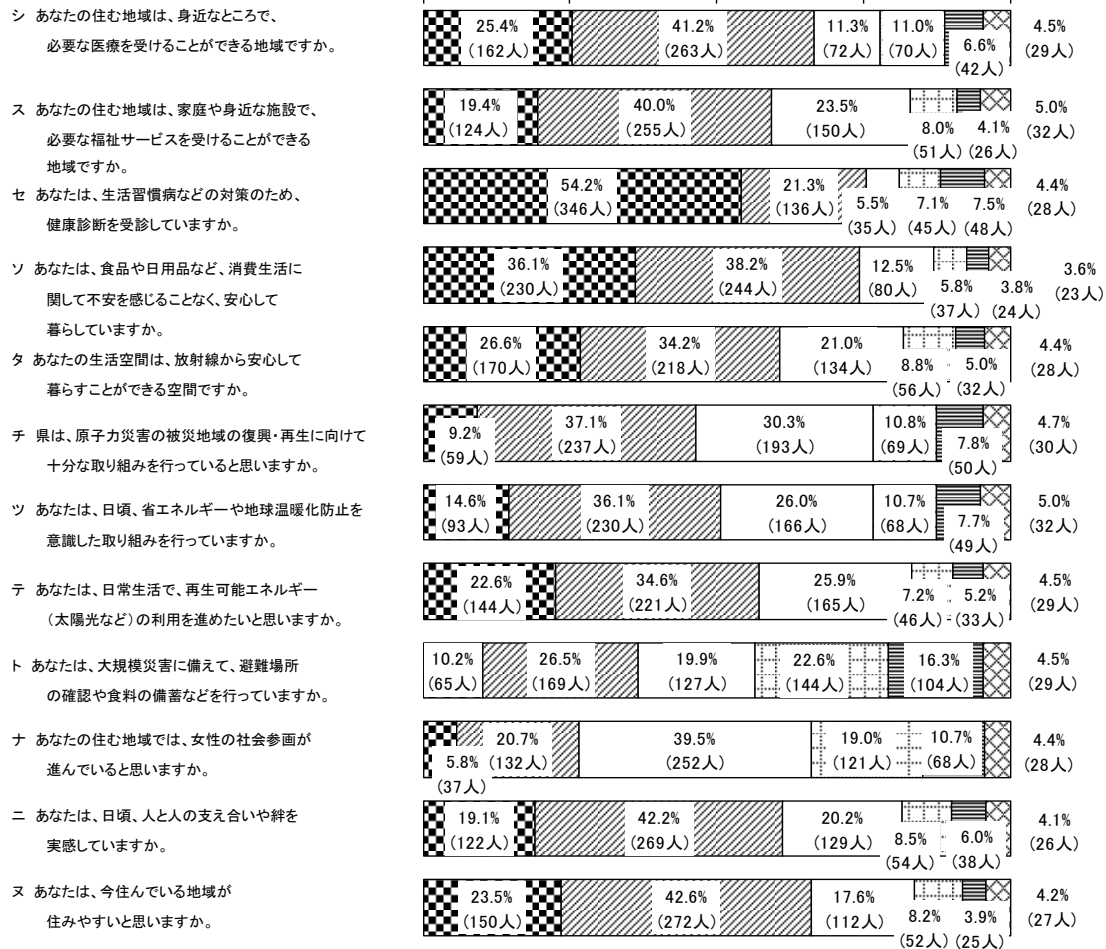 シ あなたの住む地域は、身近なところで、
必要な医療を受けることができる地域ですか。
25.4% 41.2% 11.3% 11.0% 6.6% 4.5%
(162人) (263人) (72人) (70人) (42人) (29人)
ス あなたの住む地域は、家庭や身近な施設で、
必要な福祉サービスを受けることができる
地域ですか。
19.4% 40.0% 23.5% 8.0% 4.1% 5.0%
(124人) (255人) (150人) (51人) (26人) (32人)
セ あなたは、生活習慣病などの対策のため、
健康診断を受診していますか。
54.2% 21.3% 5.5% 7.1% 7.5% 4.4%
(346人) (136人) (35人) (45人) (48人) (28人)
ソ あなたは、食品や日用品など、消費生活に
関して不安を感じることなく、安心して
暮らしていますか。
36.1% 38.2% 12.5% 5.8% 3.8% 3.6%
(230人) (244人) (80人) (37人) (24人) (23人)
タ あなたの生活空間は、放射線から安心して
暮らすことができる空間ですか。
26.6% 34.2% 21.0% 8.8% 5.0% 4.4%
(170人) (218人) (134人) (56人) (32人) (28人)
チ 県は、原子力災害の被災地域の復興・再生に向けて
十分な取り組みを行っていると思いますか。
9.2% 37.1% 30.3% 10.8% 7.8% 4.7%
(59人) (237人) (193人) (69人) (50人) (30人)
ツ あなたは、日頃、省エネルギーや地球温暖化防止を
意識した取り組みを行っていますか。
14.6% 36.1% 26.0% 10.7% 7.7% 5.0%
(93人) (230人) (166人) (68人) (49人) (32人)
テ あなたは、日常生活で、再生可能エネルギー
(太陽光など)の利用を進めたいと思いますか。
22.6% 34.6% 25.9% 7.2% 5.2% 4.5%
(144人) (221人) (165人) (46人) (33人) (29人)
ト あなたは、大規模災害に備えて、避難場所
の確認や食料の備蓄などを行っていますか。
10.2% 26.5% 19.9% 22.6% 16.3% 4.5%
(65人) (169人) (127人) (144人) (104人) (29人)
ナ あなたの住む地域では、女性の社会参画が
進んでいると思いますか。
5.8% 20.7% 39.5% 19.0% 10.7% 4.4%
(37人) (132人) (252人) (121人) (68人) (28人)
ニ あなたは、日頃、人と人の支え合いや絆を
実感していますか。
19.1% 42.2% 20.2% 8.5% 6.0% 4.1%
(122人) (269人) (129人) (54人) (38人) (26人)
ヌ あなたは、今住んでいる地域が
住みやすいと思いますか。
23.5% 42.6% 17.6% 8.2% 3.9% 4.2%
(150人) (272人) (112人) (52人) (25人) (27人)